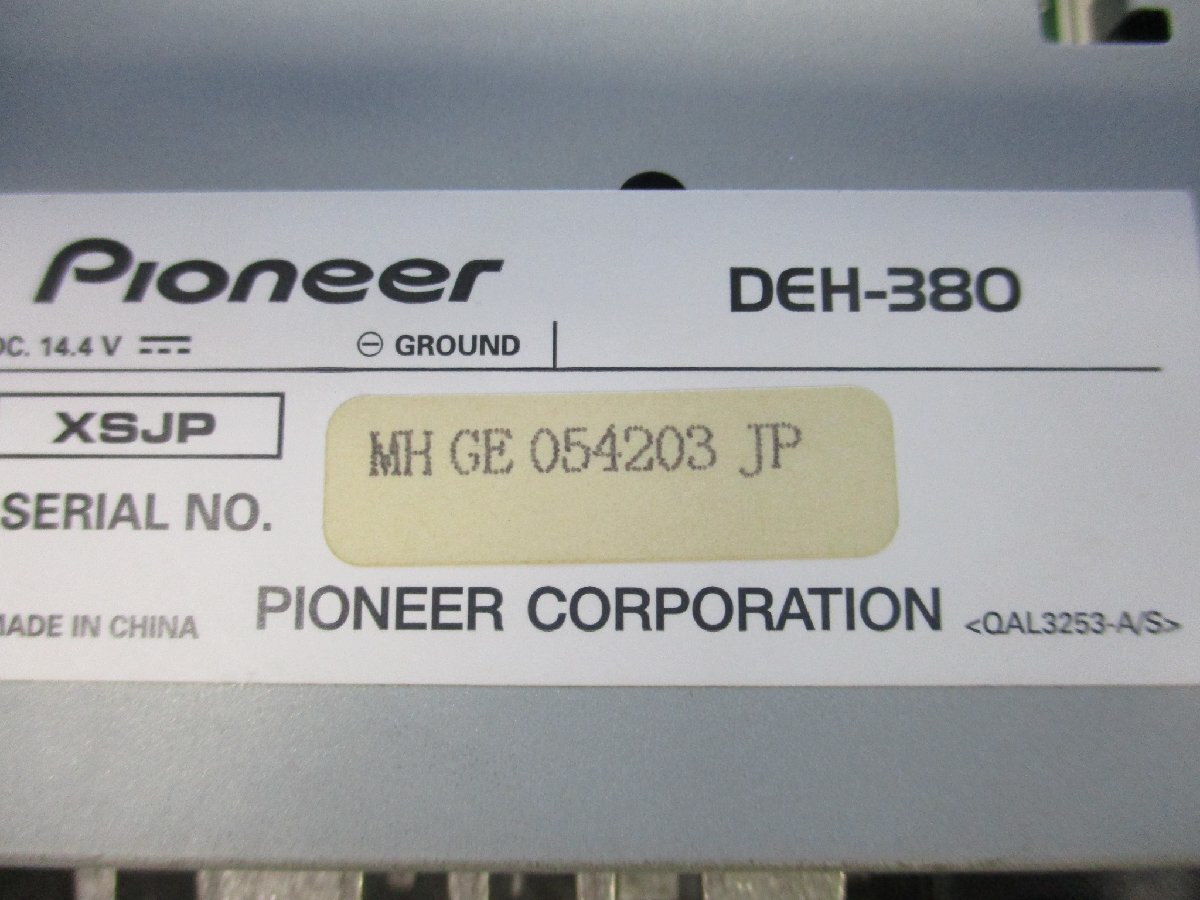 Pioneer DEH-380
DC. 14.4 V ⎓ ⊖ GROUND
XSJP
MH GE 054203 JP
SERIAL NO.
MADE IN CHINA PIONEER CORPORATION <QAL3253-A/S>